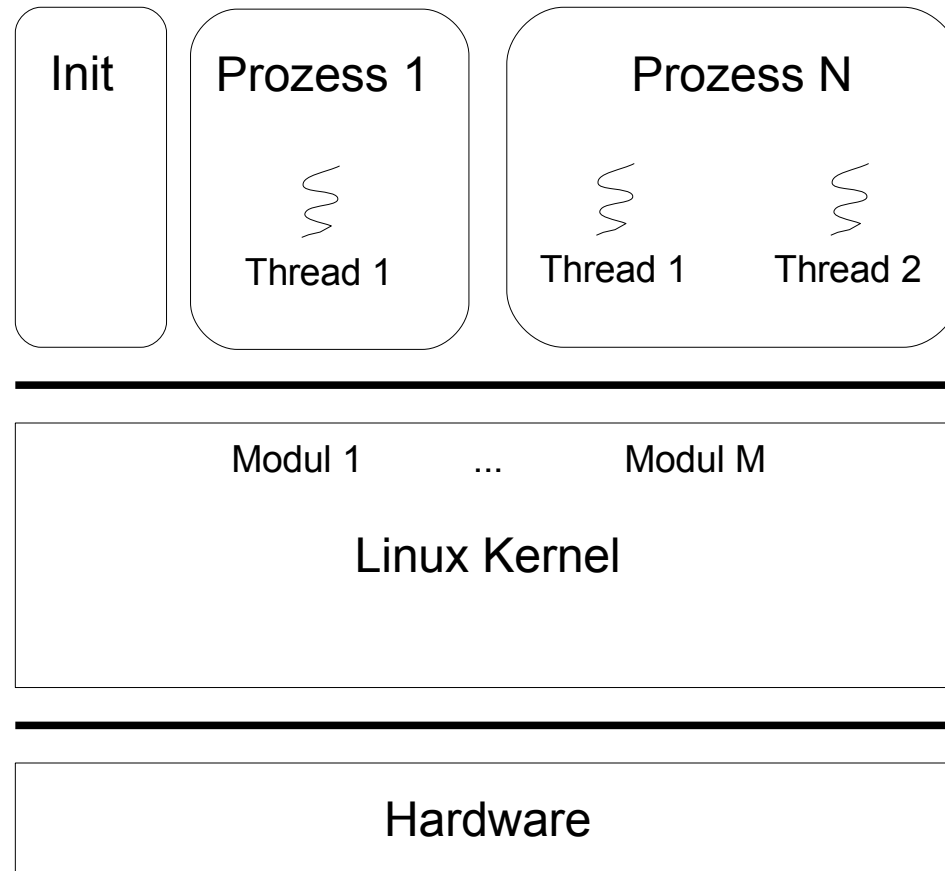 Init
Prozess 1
Prozess N
Thread 1
Thread 1
Thread 2
Modul 1 ... Modul M
Linux Kernel
Hardware